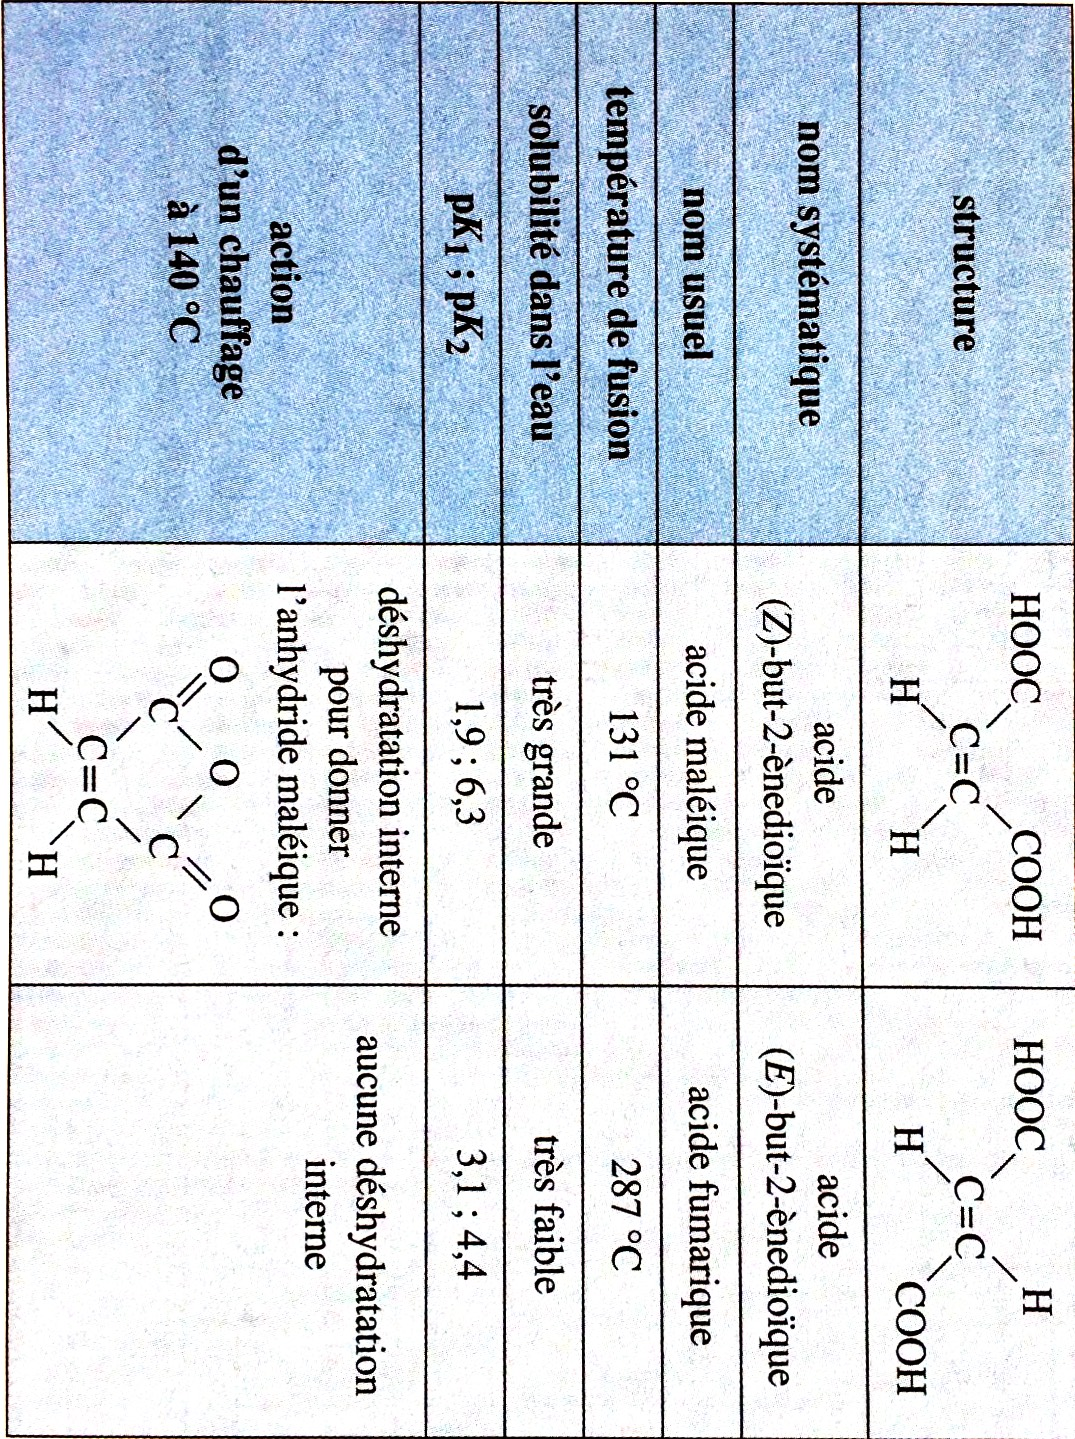 structure
HOOC COOH
C=C
H H
HOOC H
C=C
H COOH
nom systématique
acide
(Z)-but-2-ènedioïque
acide
(E)-but-2-ènedioïque
nom usuel
acide maléique
acide fumarique
température de fusion
131 °C
287 °C
solubilité dans l'eau
très grande
très faible
pK1 ; pK2
1,9 ; 6,3
3,1 ; 4,4
action
d'un chauffage
à 140 °C
déshydratation interne
pour donner
l'anhydride maléique :
O O O
C C
C=C
H H
aucune déshydratation
interne